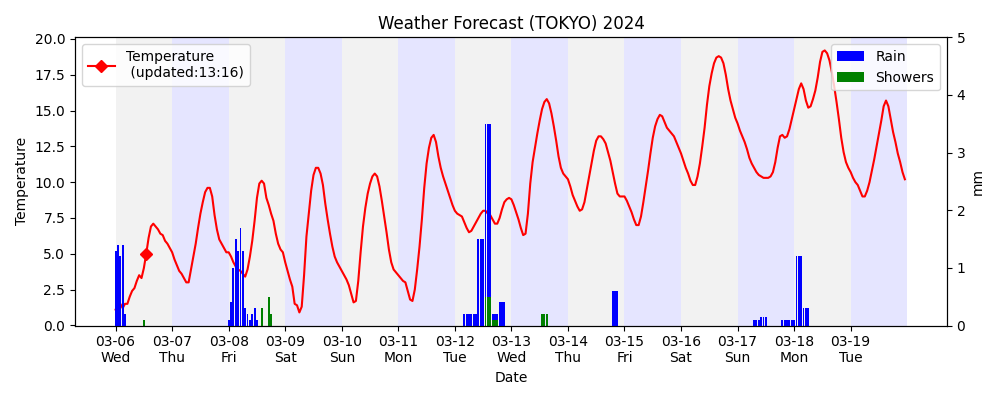 Weather Forecast (TOKYO) 2024
Temperature
(updated:13:16)
Rain
Showers
Temperature
20.0
17.5
15.0
12.5
10.0
7.5
5.0
2.5
0.0
5
4
3
2
1
0
mm
03-06 03-07 03-08 03-09 03-10 03-11 03-12 03-13 03-14 03-15 03-16 03-17 03-18 03-19
Wed Thu Fri Sat Sun Mon Tue Wed Thu Fri Sat Sun Mon Tue
Date